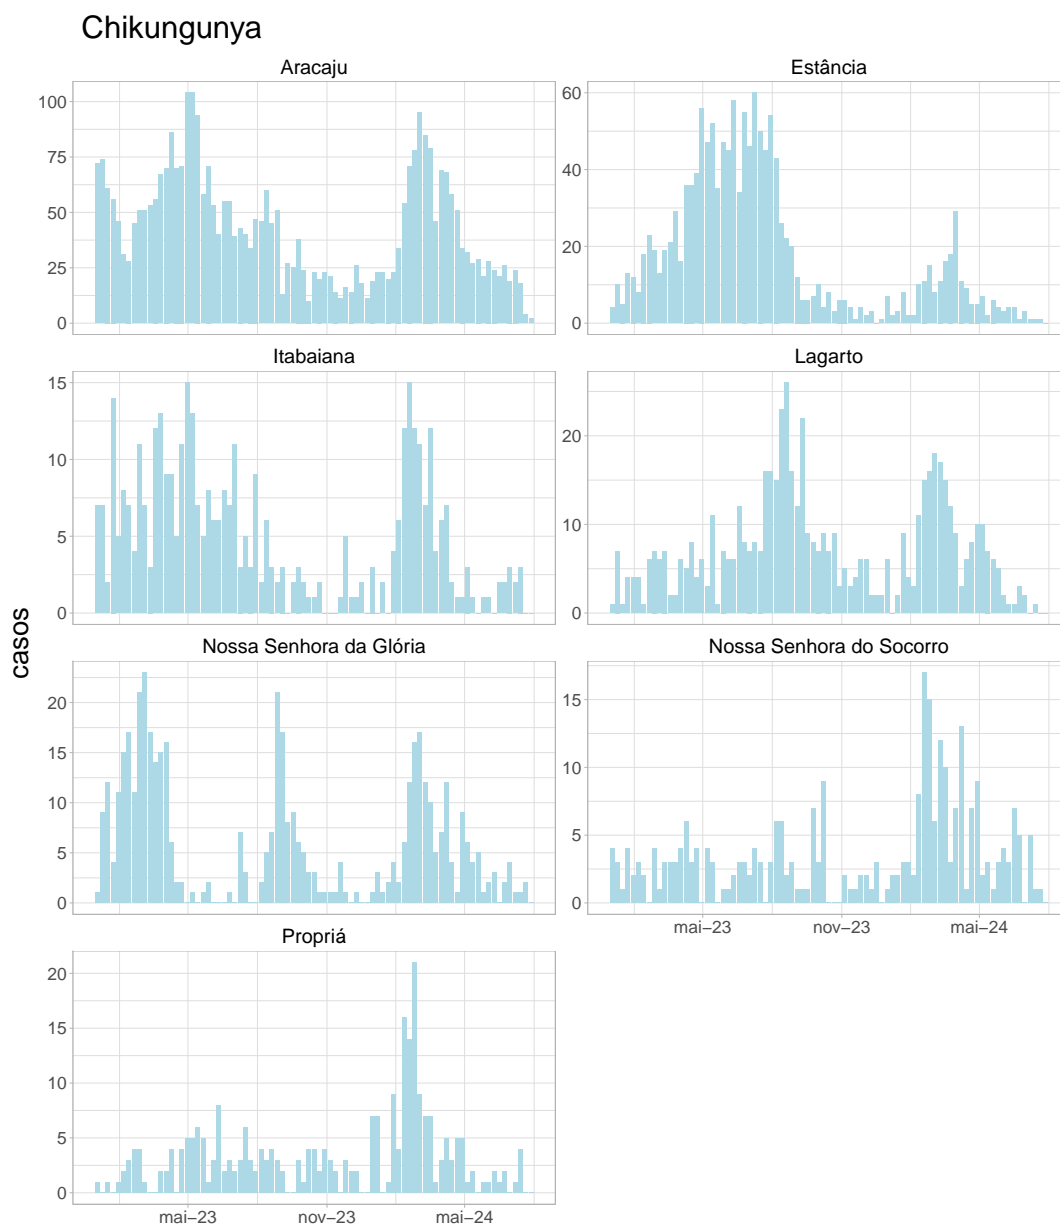 Chikungunya
Aracaju
Estância
100
75
50
25
0
60
40
20
0
Itabaiana
Lagarto
15
10
5
0
20
10
0
casos
Nossa Senhora da Glória
Nossa Senhora do Socorro
20
15
10
5
0
15
10
5
0
mai−23
nov−23
mai−24
Propriá
20
15
10
5
0
mai−23
nov−23
mai−24